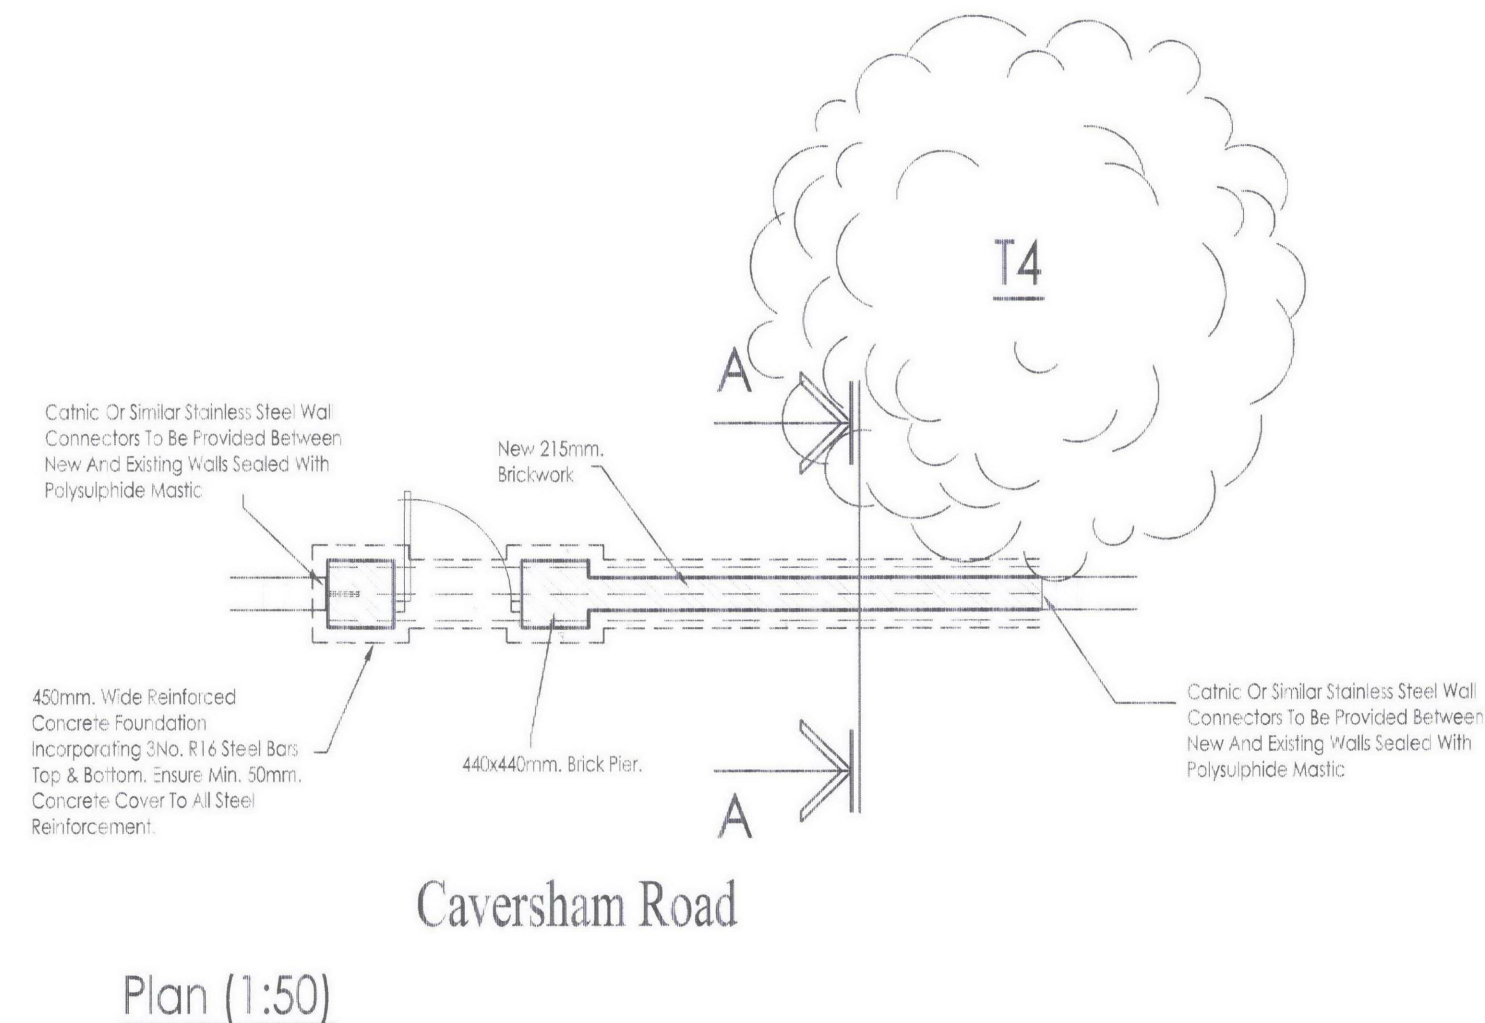 T4
A
Catnic Or Similar Stainless Steel Wall
Connectors To Be Provided Between
New And Existing Walls Sealed With
Polysulphide Mastic
New 215mm.
Brickwork
450mm. Wide Reinforced
Concrete Foundation
Incorporating 3No. R16 Steel Bars
Top & Bottom. Ensure Min. 50mm.
Concrete Cover To All Steel
Reinforcement.
440x440mm. Brick Pier.
Catnic Or Similar Stainless Steel Wall
Connectors To Be Provided Between
New And Existing Walls Sealed With
Polysulphide Mastic
A
Caversham Road
Plan (1:50)